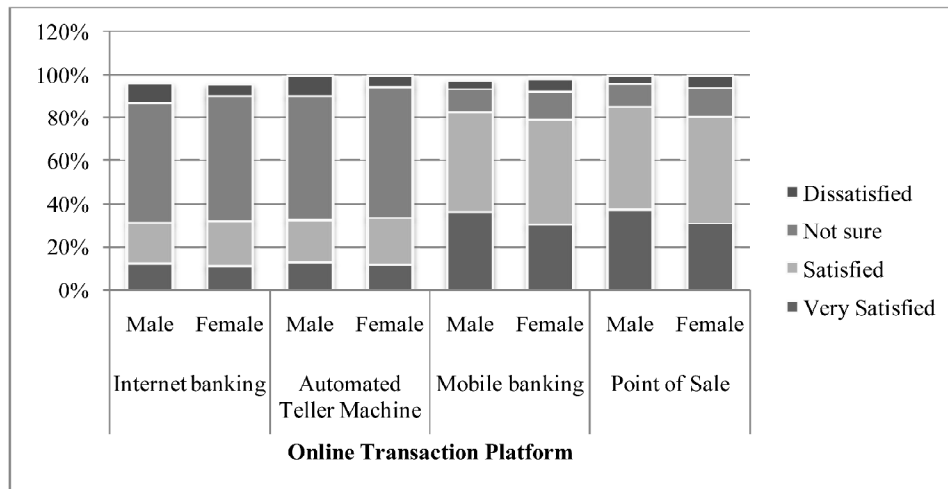 120%
100%
80%
60%
40%
20%
0%
Male
Female
Male
Female
Male
Female
Male
Female
Internet banking
Automated
Teller Machine
Mobile banking
Point of Sale
Online Transaction Platform
Dissatisfied
Not sure
Satisfied
Very Satisfied